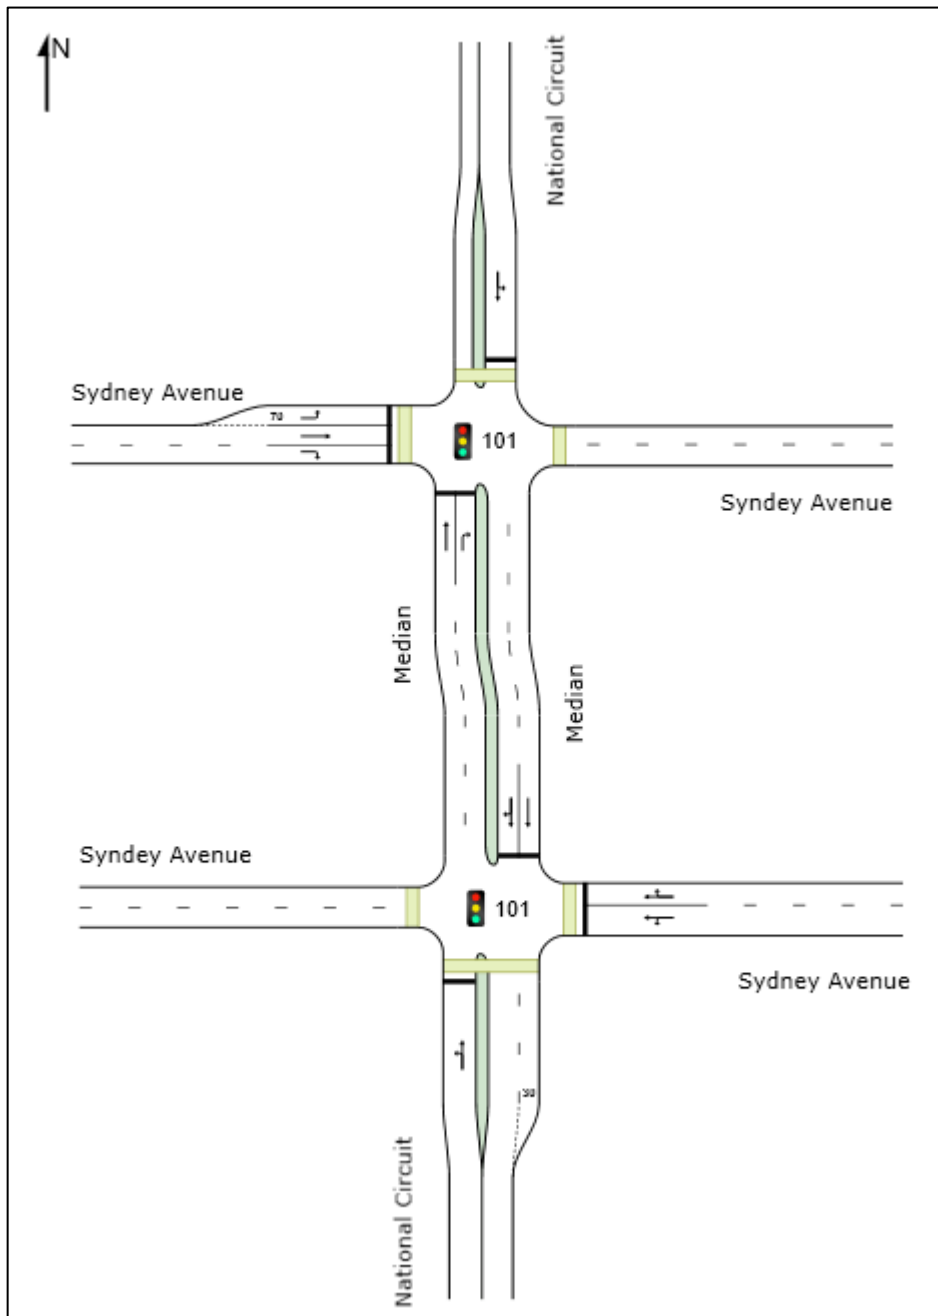 N
National Circuit
Sydney Avenue
70
101
Syndey Avenue
Median
Median
Syndey Avenue
101
Sydney Avenue
30
National Circuit